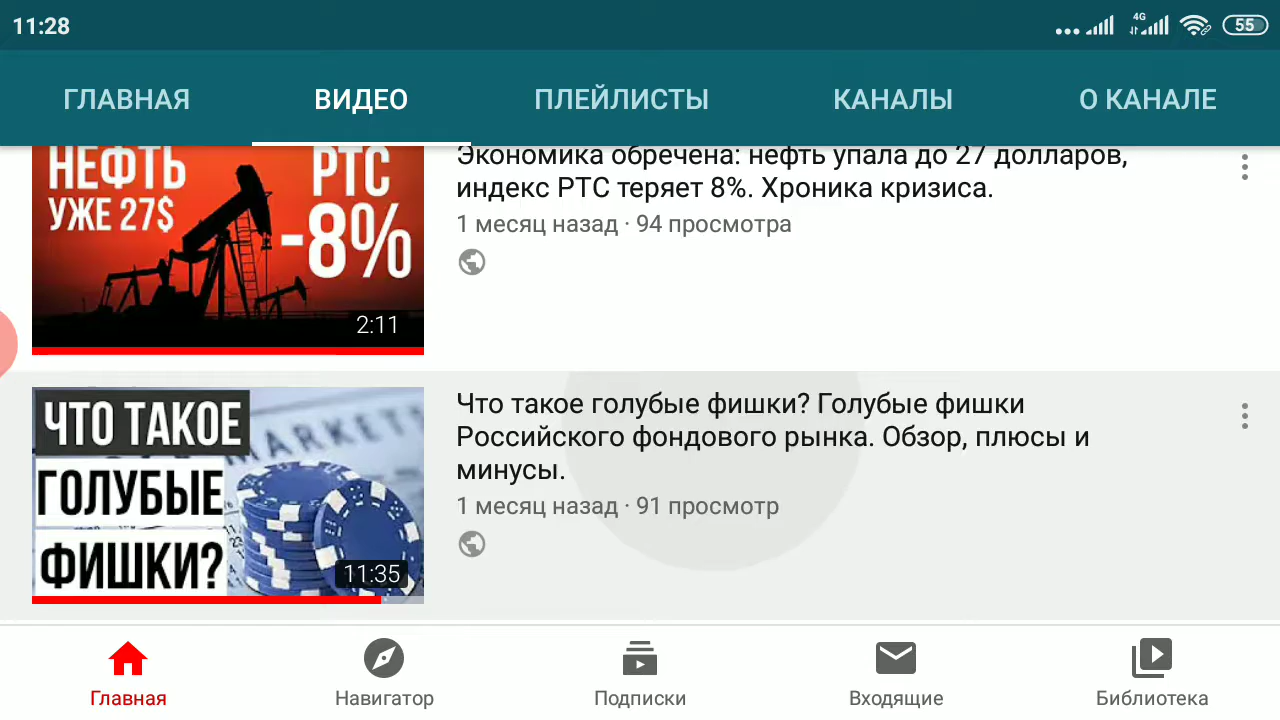 11:28
4G
55
ГЛАВНАЯ
ВИДЕО
ПЛЕЙЛИСТЫ
КАНАЛЫ
О КАНАЛЕ
НЕФТЬ
УЖЕ 27$
РТС
-8%
2:11
Экономика обречена: нефть упала до 27 долларов,
индекс РТС теряет 8%. Хроника кризиса.
1 месяц назад · 94 просмотра
ЧТО ТАКОЕ
ГОЛУБЫЕ
ФИШКИ?
MARKETS
11:35
Что такое голубые фишки? Голубые фишки
Российского фондового рынка. Обзор, плюсы и
минусы.
1 месяц назад · 91 просмотр
Главная
Навигатор
Подписки
Входящие
Библиотека